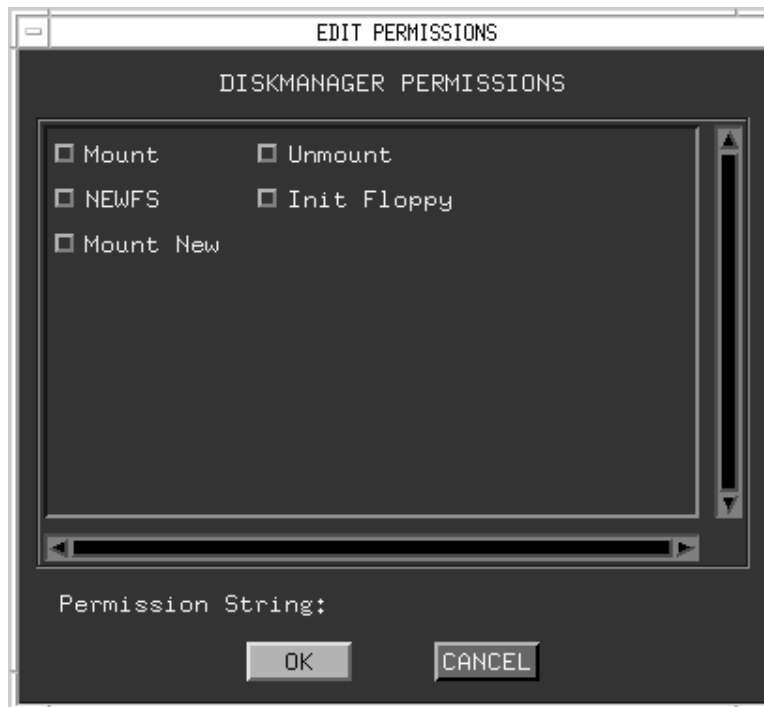 EDIT PERMISSIONS
DISKMANAGER PERMISSIONS
Mount Unmount
NEWFS Init Floppy
Mount New
Permission String:
OK CANCEL